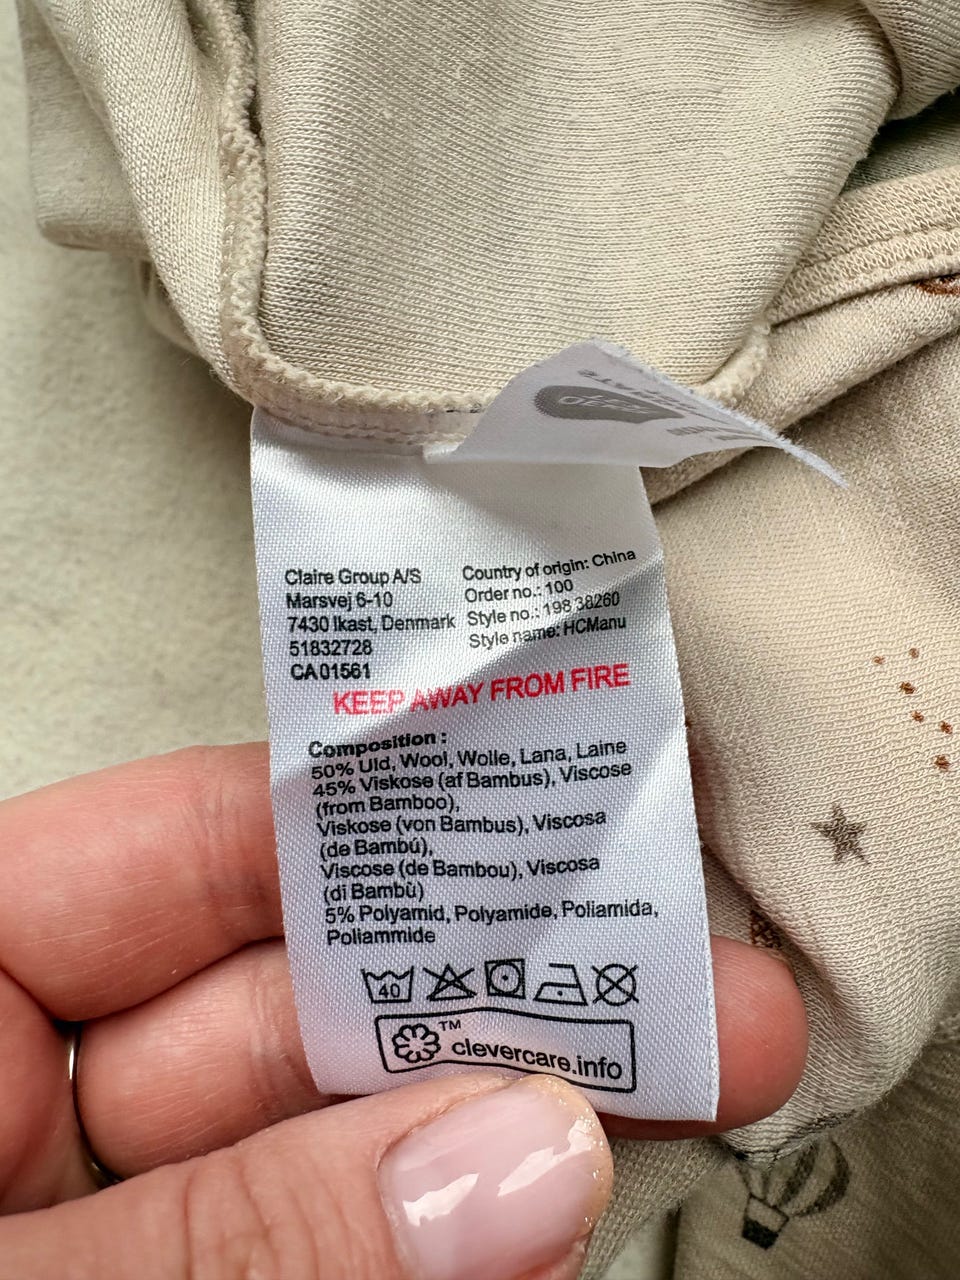 Claire Group A/S
Marsvej 6-10
7430 Ikast, Denmark
51832728
CA01561
Country of origin: China
Order no.: 100
Style no.: 198 38260
Style name: HCManu
KEEP AWAY FROM FIRE
Composition :
50% Uld, Wool, Wolle, Lana, Laine
45% Viskose (af Bambus), Viscose
(from Bamboo),
Viskose (von Bambus), Viscosa
(de Bambú),
Viscose (de Bambou), Viscosa
(di Bambù)
5% Polyamid, Polyamide, Poliamida,
Poliammide
40
™
clevercare.info